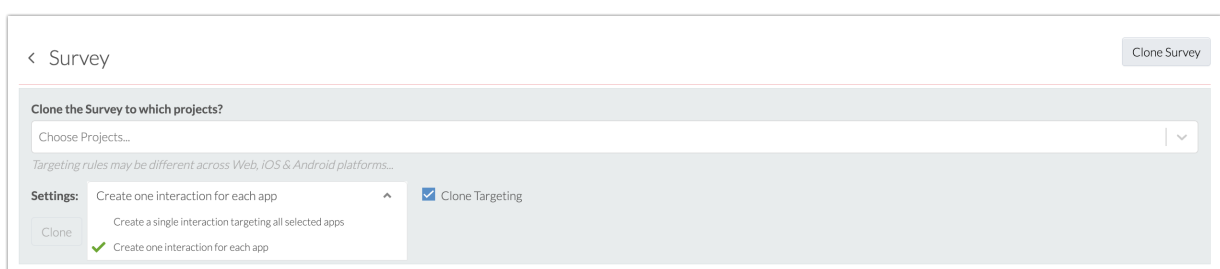 Survey
Clone Survey
Clone the Survey to which projects?
Choose Projects...
Targeting rules may be different across Web, iOS & Android platforms...
Settings: Create one interaction for each app Clone Targeting
Create a single interaction targeting all selected apps
Clone
Create one interaction for each app